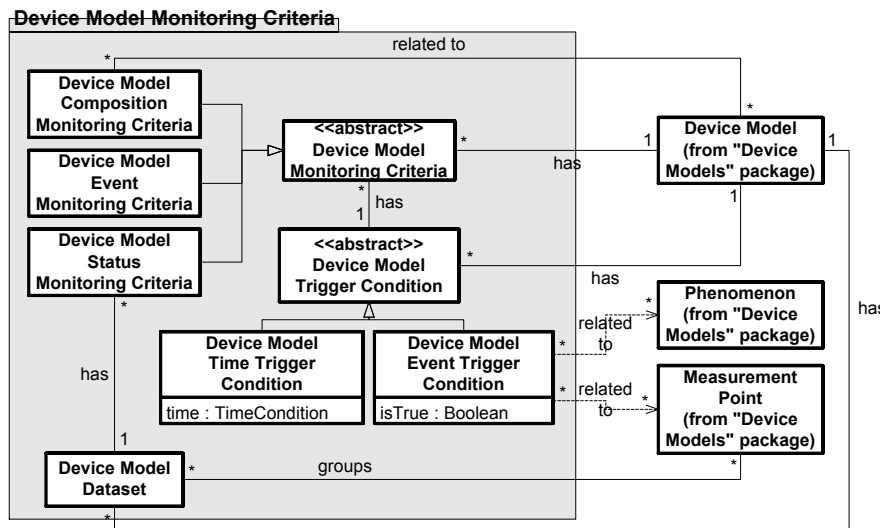 Device Model Monitoring Criteria
related to
*
*
Device Model
Composition
Monitoring Criteria
Device Model
Event
Monitoring Criteria
Device Model
Status
Monitoring Criteria
<<abstract>>
Device Model
Monitoring Criteria
*
has
1
Device Model
(from "Device
Models" package)
1
1
*
has
1
<<abstract>>
Device Model
Trigger Condition
*
has
*
has
1
Device Model
Time Trigger
Condition
time : TimeCondition
Device Model
Event Trigger
Condition
isTrue : Boolean
*
related
to
*
Phenomenon
(from "Device
Models" package)
*
related
to
*
Measurement
Point
(from "Device
Models" package)
has
Device Model
Dataset
*
groups
*
*